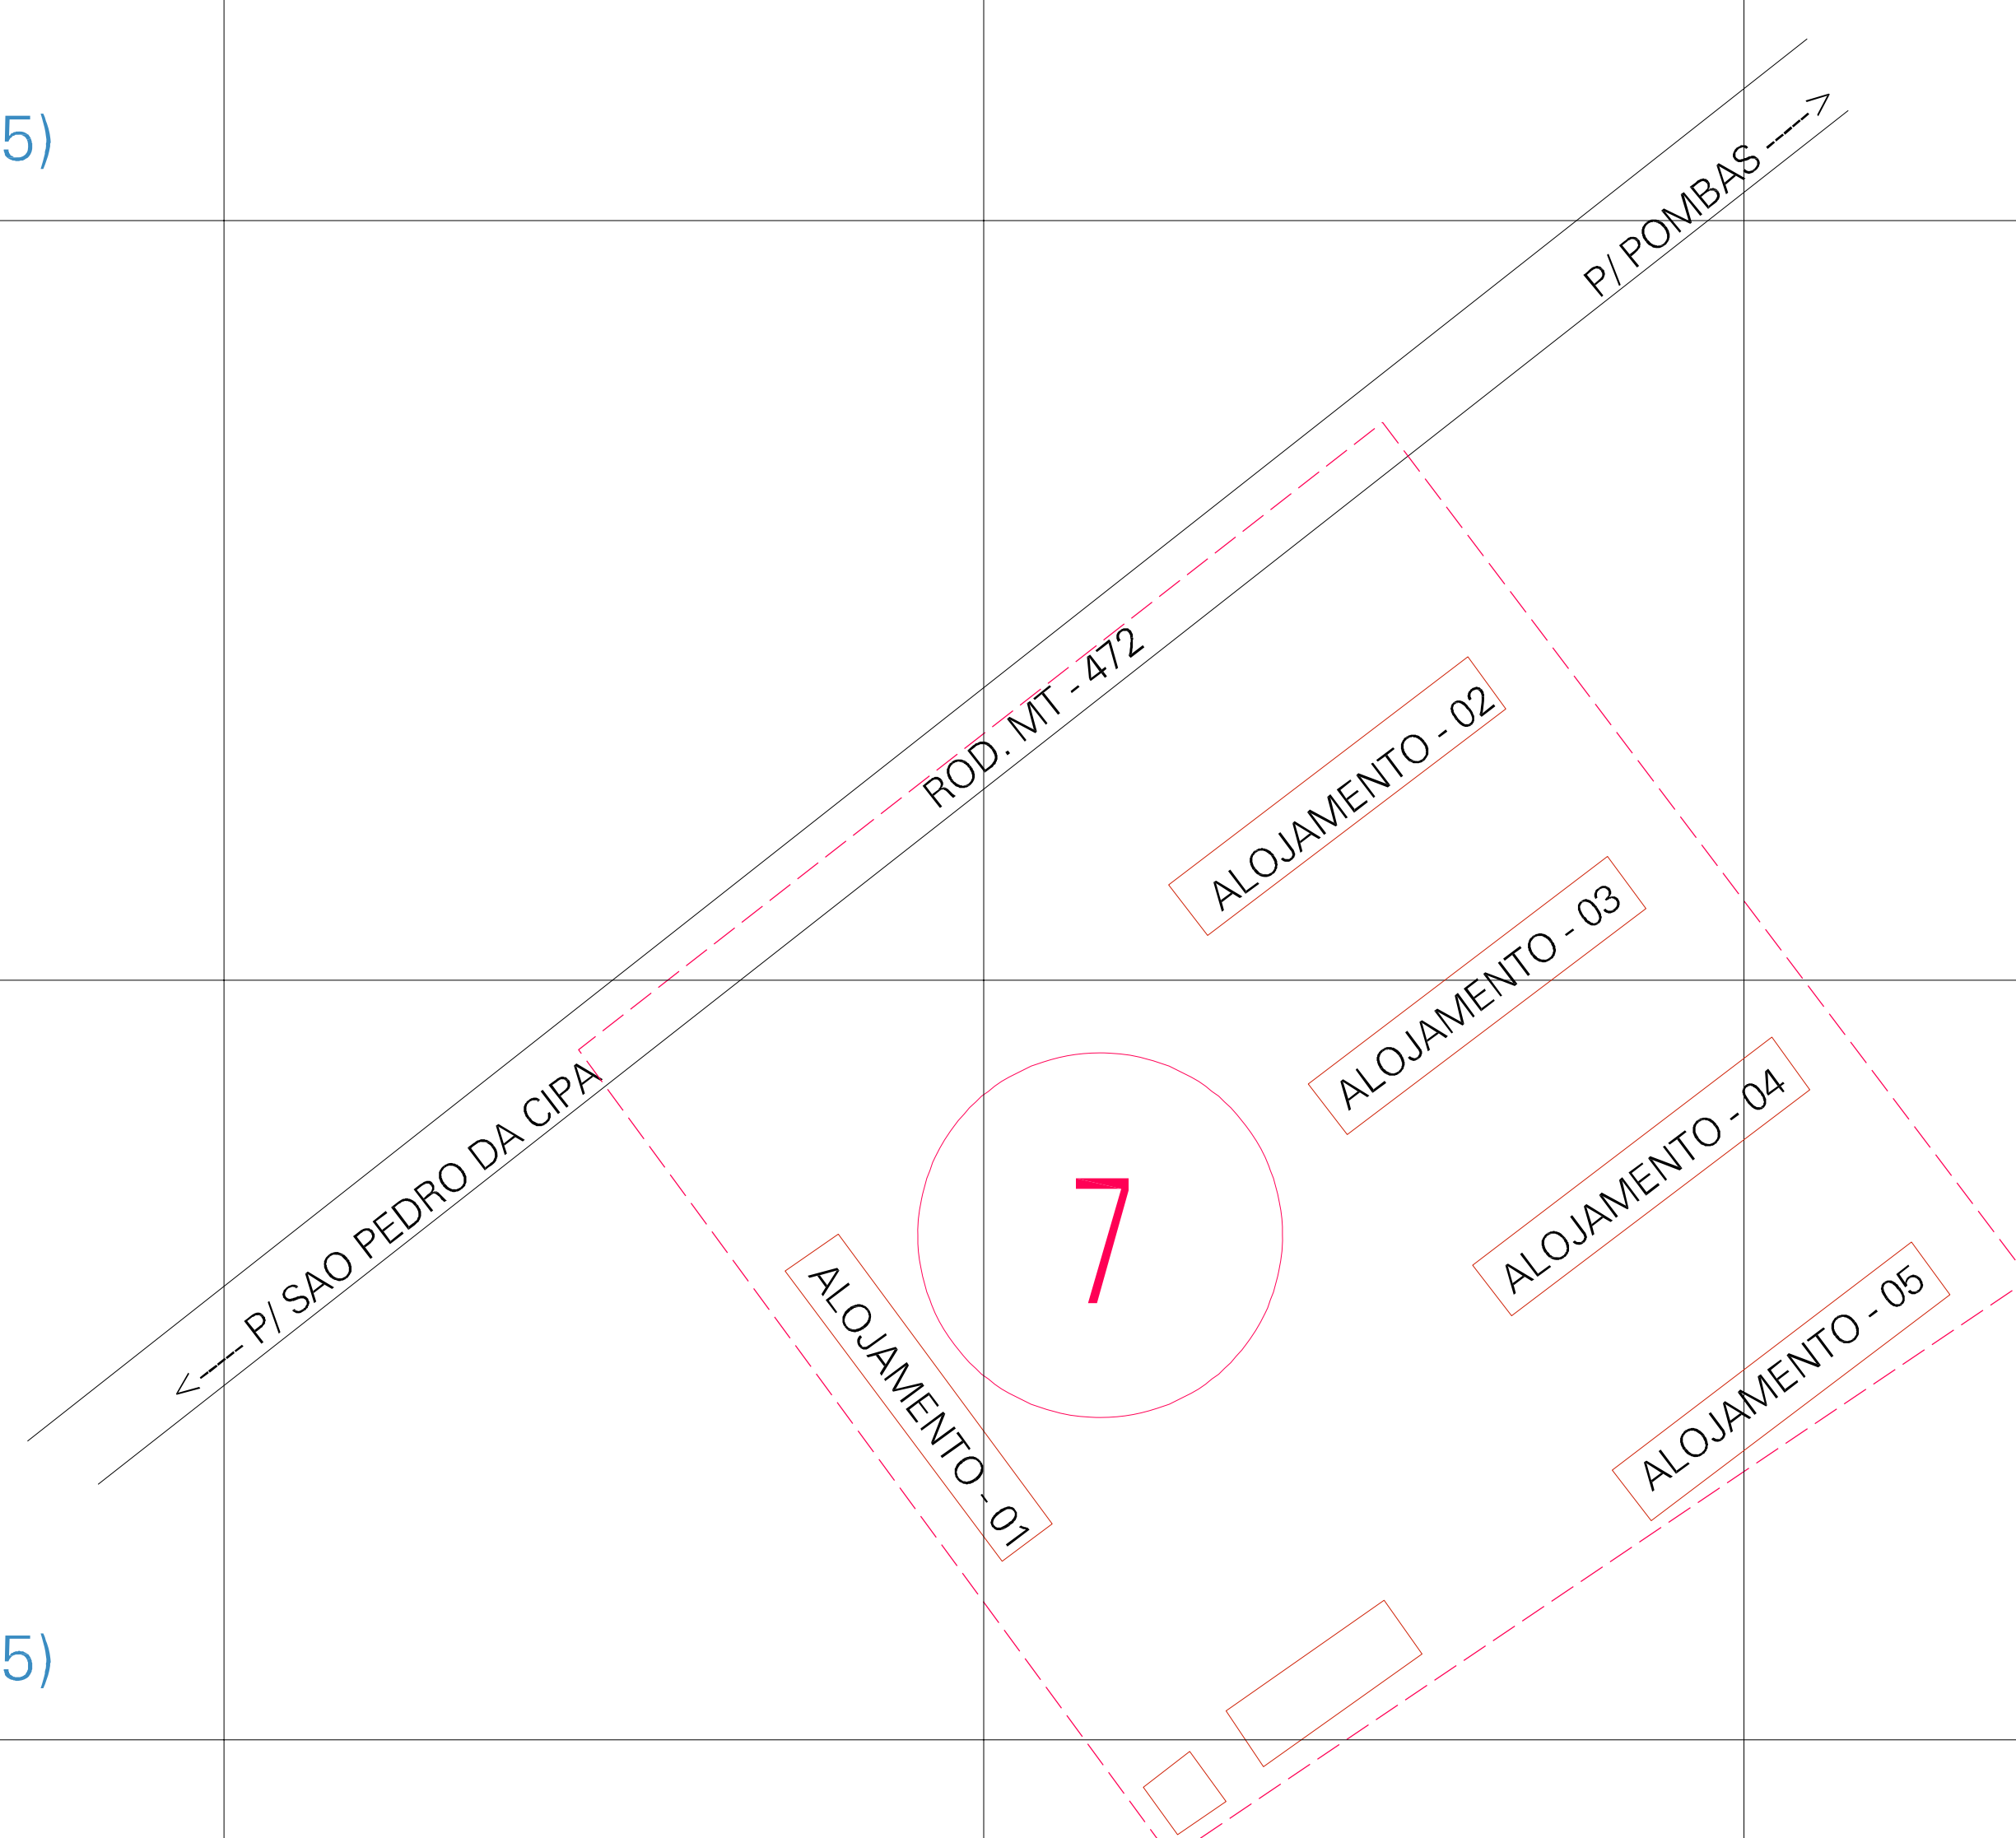 5)
P/ POMBAS ----->
ROD. MT - 472
ALOJAMENTO - 02
ALOJAMENTO - 03
ALOJAMENTO - 04
<----- P/ SAO PEDRO DA CIPA
7
ALOJAMENTO - 01
ALOJAMENTO - 05
5)